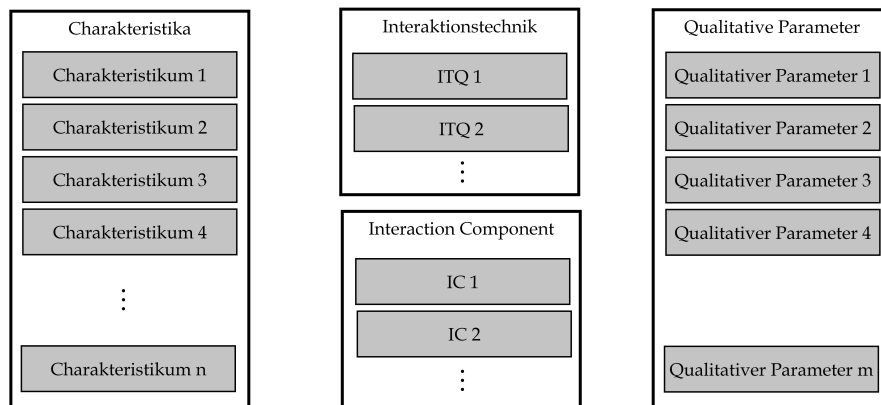 Charakteristika
Charakteristikum 1
Charakteristikum 2
Charakteristikum 3
Charakteristikum 4
⋮
Charakteristikum n
Interaktionstechnik
ITQ 1
ITQ 2
⋮
Interaction Component
IC 1
IC 2
⋮
Qualitative Parameter
Qualitativer Parameter 1
Qualitativer Parameter 2
Qualitativer Parameter 3
Qualitativer Parameter 4
Qualitativer Parameter m